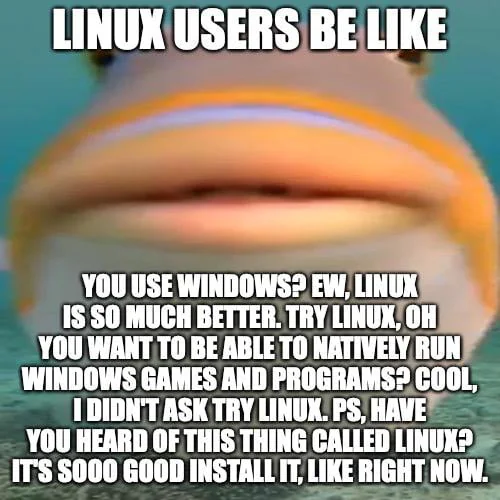 LINUX USERS BE LIKE
YOU USE WINDOWS? EW, LINUX
IS SO MUCH BETTER. TRY LINUX, OH
YOU WANT TO BE ABLE TO NATIVELY RUN
WINDOWS GAMES AND PROGRAMS? COOL,
I DIDN'T ASK TRY LINUX. PS, HAVE
YOU HEARD OF THIS THING CALLED LINUX?
IT'S SOOO GOOD INSTALL IT, LIKE RIGHT NOW.